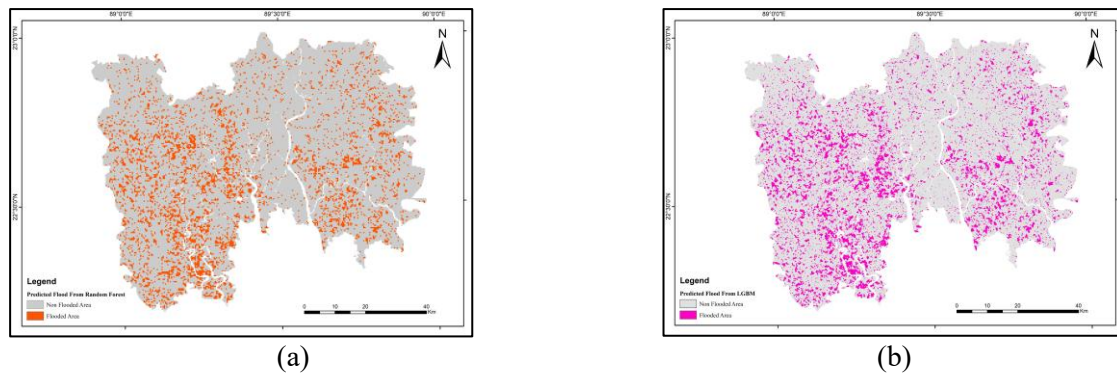 89°0'0"E 89°30'0"E 90°0'0"E
23°0'0"N
22°30'0"N
N
Legend
Predicted Flood From Random Forest
Non Flooded Area
Flooded Area
0 10 20 40
Km
(a)
89°0'0"E 89°30'0"E 90°0'0"E
23°0'0"N
22°30'0"N
N
Legend
Predicted Flood From LGBM
Non Flooded Area
Flooded Area
0 10 20 40
Km
(b)